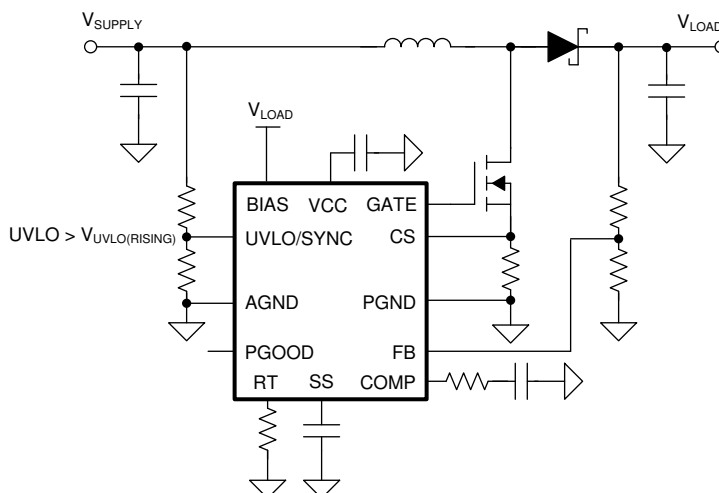 VSUPPLY
VLOAD
VLOAD
BIAS VCC GATE
UVLO > VUVLO(RISING)
UVLO/SYNC CS
AGND PGND
PGOOD FB
RT SS COMP